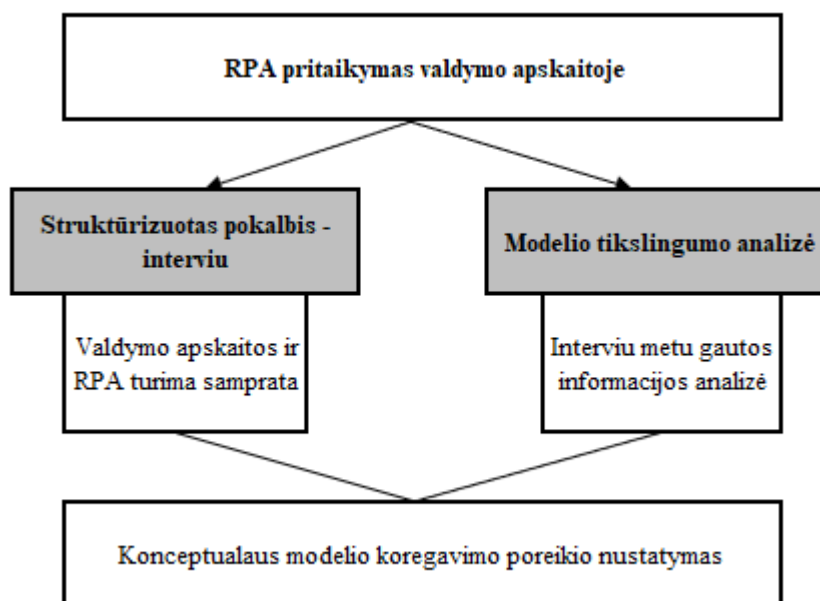 RPA pritaikymas valdymo apskaitoje
Struktūrizuotas pokalbis -
interviu
Modelio tikslingumo analizė
Valdymo apskaitos ir
RPA turima samprata
Interviu metu gautos
informacijos analizė
Konceptualaus modelio koregavimo poreikio nustatymas